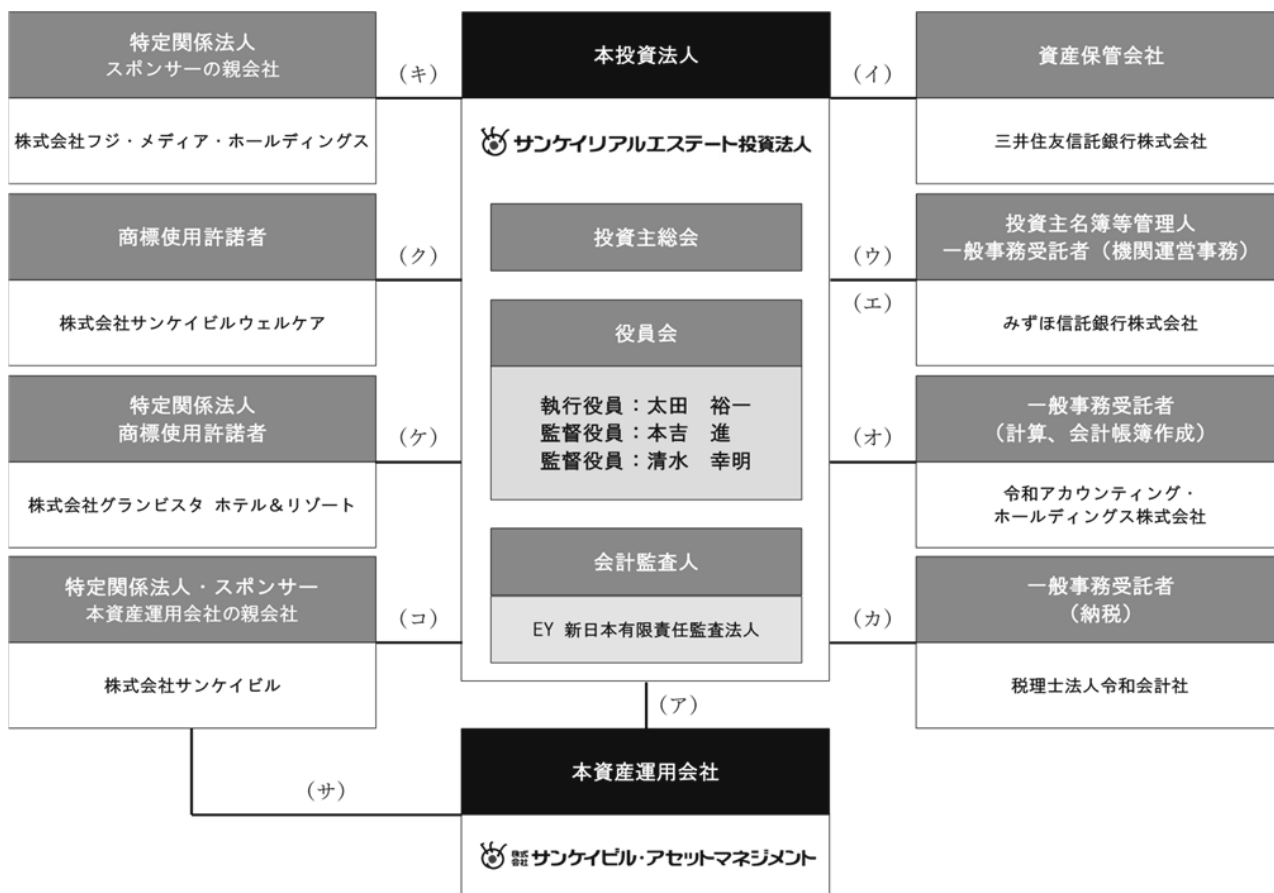 特定関係法人
スポンサーの親会社
株式会社フジ・メディア・ホールディングス
(キ)
商標使用許諾者
株式会社サンケイビルウェルケア
(ク)
特定関係法人
商標使用許諾者
株式会社グランビスタ ホテル&リゾート
(ケ)
特定関係法人・スポンサー
本資産運用会社の親会社
株式会社サンケイビル
(コ)
(サ)
本投資法人
サンケイリアルエステート投資法人
投資主総会
役員会
執行役員:太田 裕一
監督役員:本吉 進
監督役員:清水 幸明
会計監査人
EY 新日本有限責任監査法人
(ア)
本資産運用会社
株式会社サンケイビル・アセットマネジメント
(イ)
資産保管会社
三井住友信託銀行株式会社
(ウ)
(エ)
投資主名簿等管理人
一般事務受託者(機関運営事務)
みずほ信託銀行株式会社
(オ)
一般事務受託者
(計算、会計帳簿作成)
令和アカウンティング・
ホールディングス株式会社
(カ)
一般事務受託者
(納税)
税理士法人令和会計社